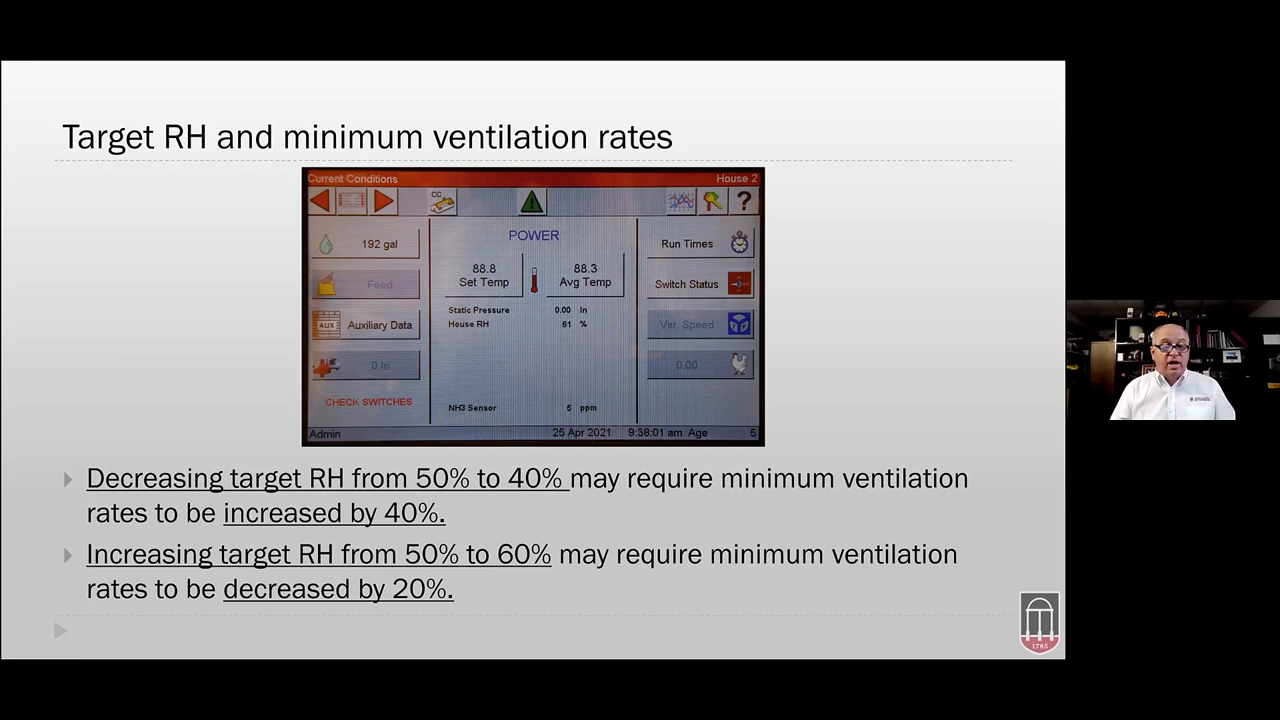 Target RH and minimum ventilation rates
Current Conditions
House 2
CC
?
192 gal
POWER
Run Times
88.8
Set Temp
88.3
Avg Temp
Feed
Switch Status
Static Pressure 0.00 In
House RH 61 %
AUX Auxiliary Data
Var. Speed
0 In
0.00
CHECK SWITCHES
NH3 Sensor 5 ppm
Admin
25 Apr 2021 9:38:01 am Age 5
Decreasing target RH from 50% to 40% may require minimum ventilation
rates to be increased by 40%.
Increasing target RH from 50% to 60% may require minimum ventilation
rates to be decreased by 20%.
1785